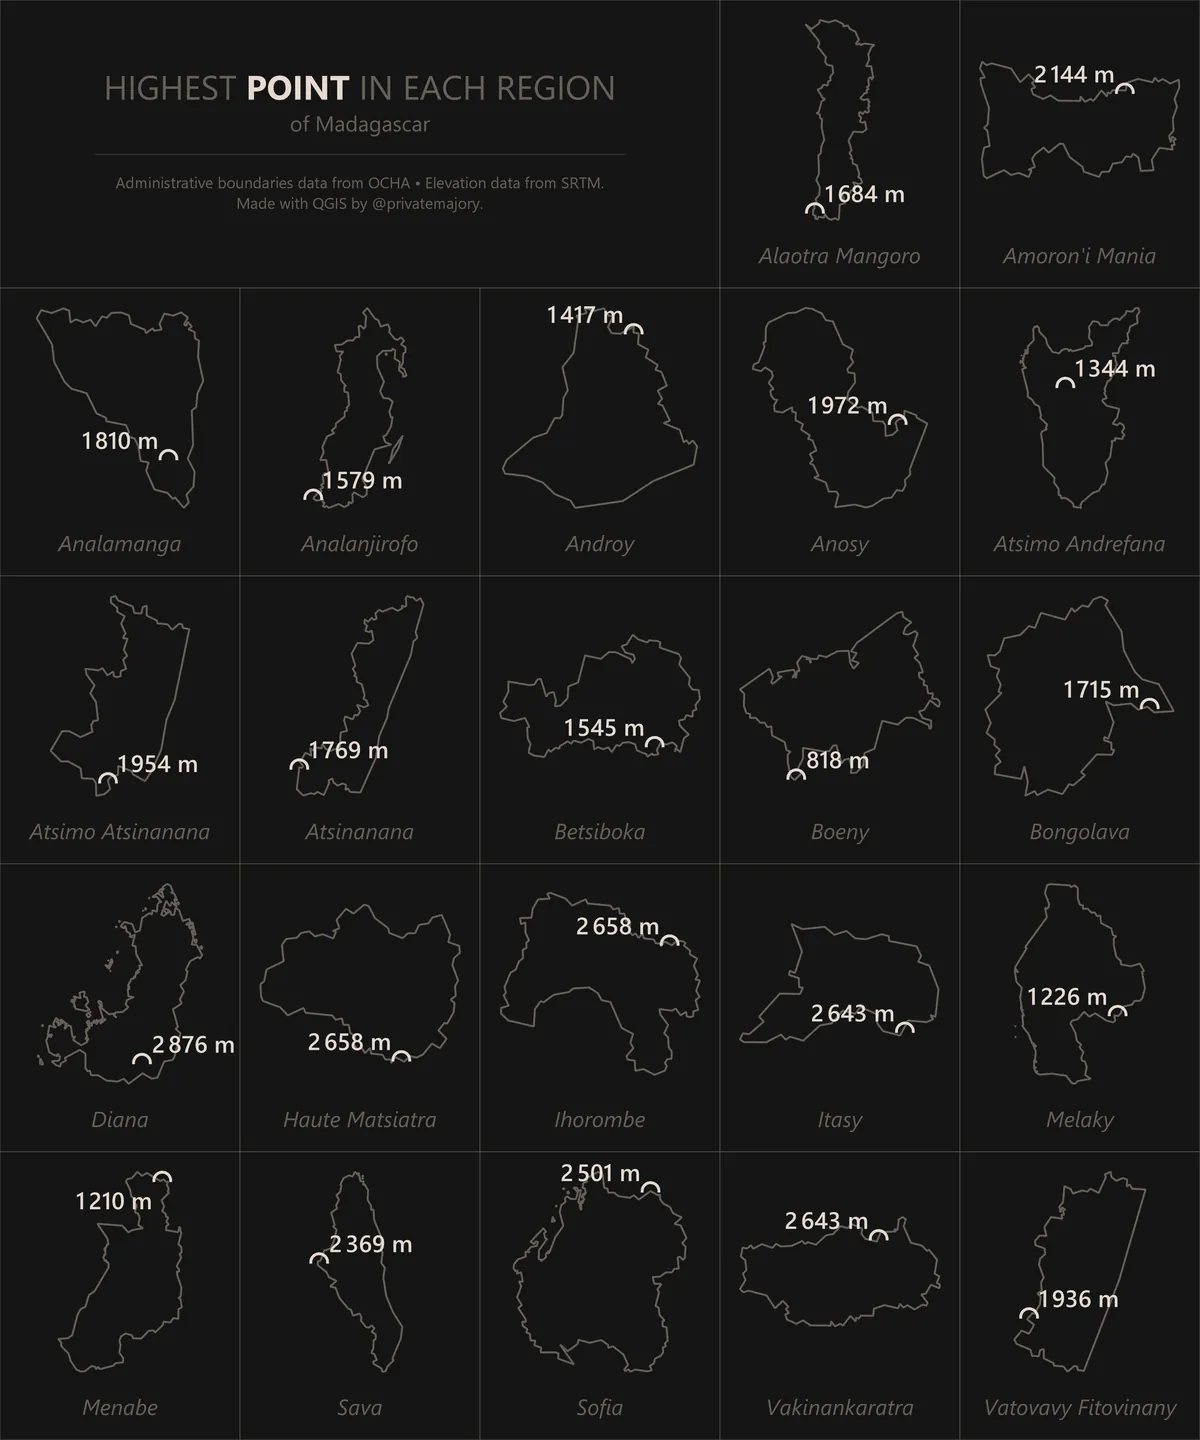 HIGHEST POINT IN EACH REGION
of Madagascar
Administrative boundaries data from OCHA • Elevation data from SRTM.
Made with QGIS by @privatemajory.
1684 m
Alaotra Mangoro
2144 m
Amoron'i Mania
1810 m
Analamanga
1579 m
Analanjirofo
1417 m
Androy
1972 m
Anosy
1344 m
Atsimo Andrefana
1954 m
Atsimo Atsinanana
1769 m
Atsinanana
1545 m
Betsiboka
818 m
Boeny
1715 m
Bongolava
2876 m
Diana
2658 m
Haute Matsiatra
2658 m
Ihorombe
2643 m
Itasy
1226 m
Melaky
1210 m
Menabe
2369 m
Sava
2501 m
Sofia
2643 m
Vakinankaratra
1936 m
Vatovavy Fitovinany